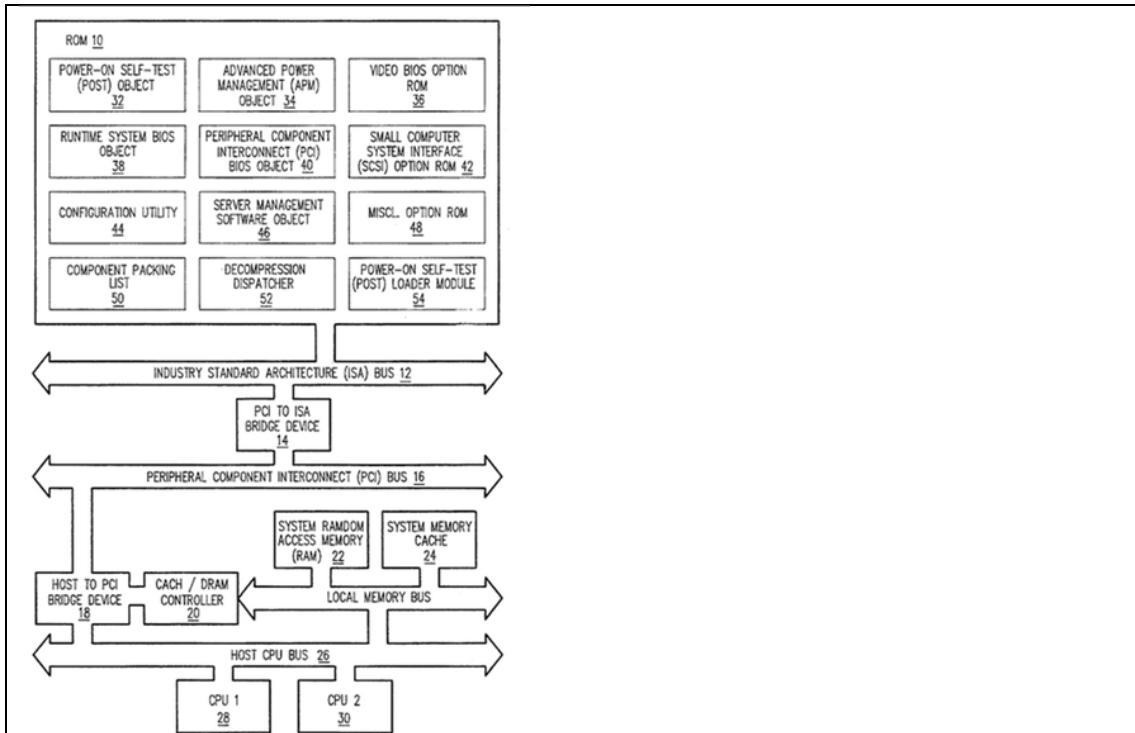 ROM 10
POWER-ON SELF-TEST
(POST) OBJECT
32
ADVANCED POWER
MANAGEMENT (APM)
OBJECT 34
VIDEO BIOS OPTION
ROM
36
RUNTIME SYSTEM BIOS
OBJECT
38
PERIPHERAL COMPONENT
INTERCONNECT (PCI)
BIOS OBJECT 40
SMALL COMPUTER
SYSTEM INTERFACE
(SCSI) OPTION ROM 42
CONFIGURATION UTILITY
44
SERVER MANAGEMENT
SOFTWARE OBJECT
46
MISCL. OPTION ROM
48
COMPONENT PACKING
LIST
50
DECOMPRESSION
DISPATCHER
52
POWER-ON SELF-TEST
(POST) LOADER MODULE
54
INDUSTRY STANDARD ARCHITECTURE (ISA) BUS 12
PCI TO ISA
BRIDGE DEVICE
14
PERIPHERAL COMPONENT INTERCONNECT (PCI) BUS 16
SYSTEM RAMDOM
ACCESS MEMORY
(RAM) 22
SYSTEM MEMORY
CACHE
24
HOST TO PCI
BRIDGE DEVICE
18
CACH / DRAM
CONTROLLER
20
LOCAL MEMORY BUS
HOST CPU BUS 26
CPU 1
28
CPU 2
30